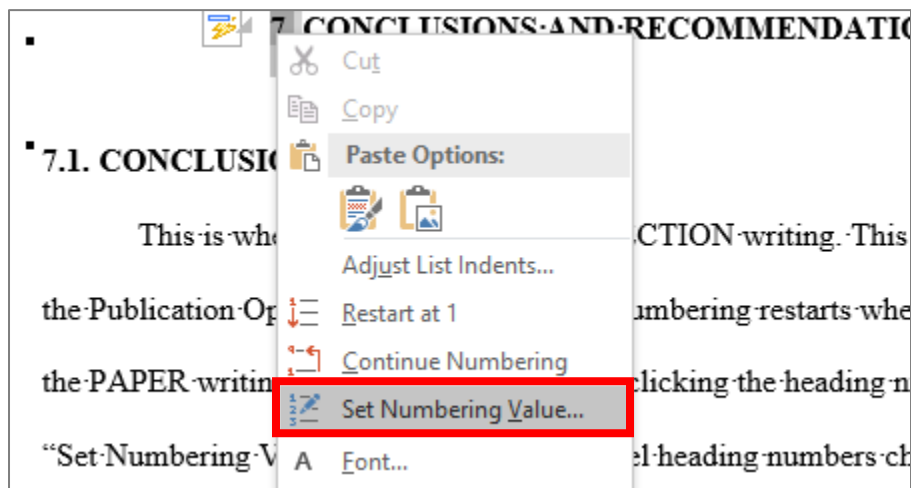 7. CONCLUSIONS·AND·RECOMMENDATIO
Cut
Copy
Paste Options:
7.1. CONCLUSIO
This·is·whe
CTION·writing.·This
Adjust List Indents...
the·Publication·Op
umbering·restarts·whe
Restart at 1
Continue Numbering
the·PAPER·writin
clicking·the·heading·n
Set Numbering Value...
“Set·Numbering·V
el·heading·numbers·ch
A Font...